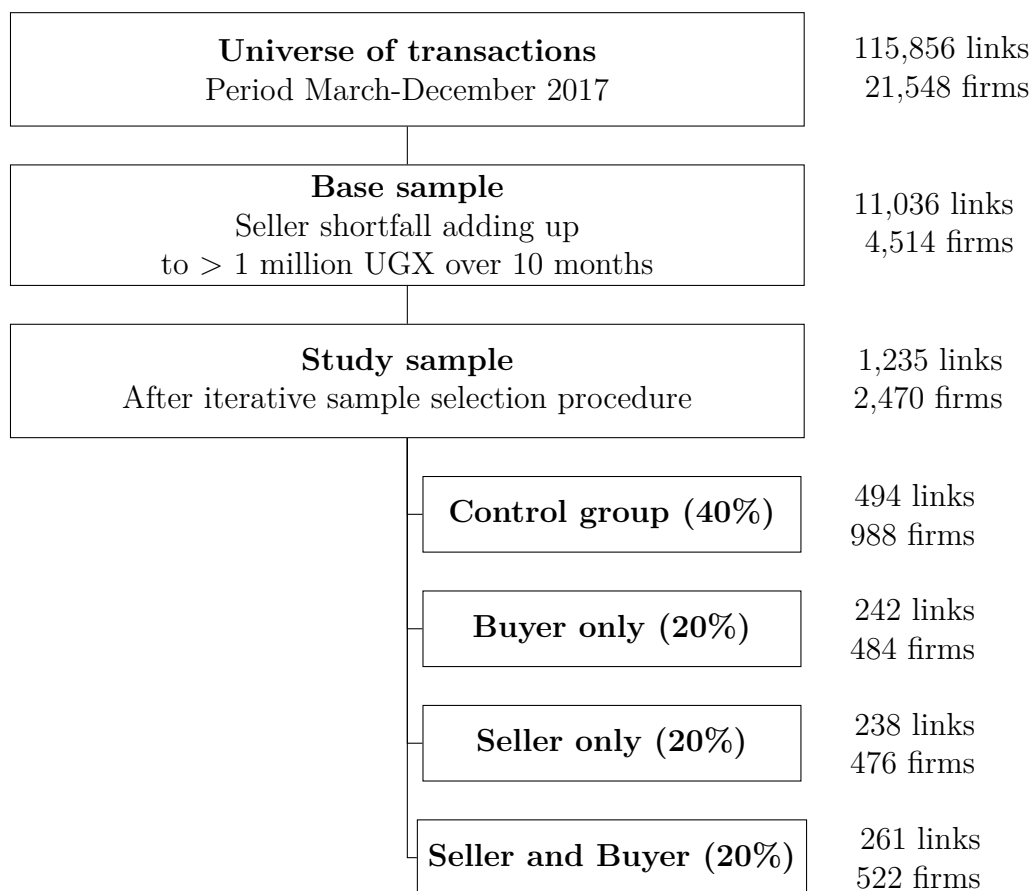 Universe of transactions
Period March-December 2017
115,856 links
21,548 firms
Base sample
Seller shortfall adding up
to > 1 million UGX over 10 months
11,036 links
4,514 firms
Study sample
After iterative sample selection procedure
1,235 links
2,470 firms
Control group (40%)
494 links
988 firms
Buyer only (20%)
242 links
484 firms
Seller only (20%)
238 links
476 firms
Seller and Buyer (20%)
261 links
522 firms